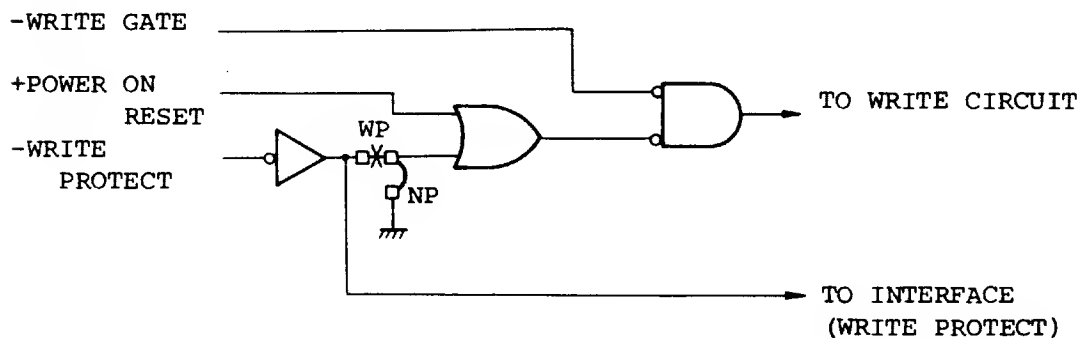 -WRITE GATE
+POWER ON
RESET
-WRITE
PROTECT
WP
NP
TO WRITE CIRCUIT
TO INTERFACE
(WRITE PROTECT)